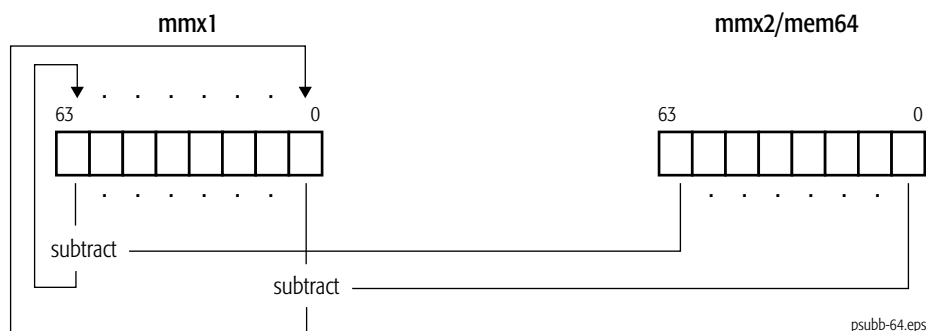 mmx1 mmx2/mem64
. . . . . .
63 0 63 0
. . . . . . . . . . . .
subtract
subtract
psubb-64.eps